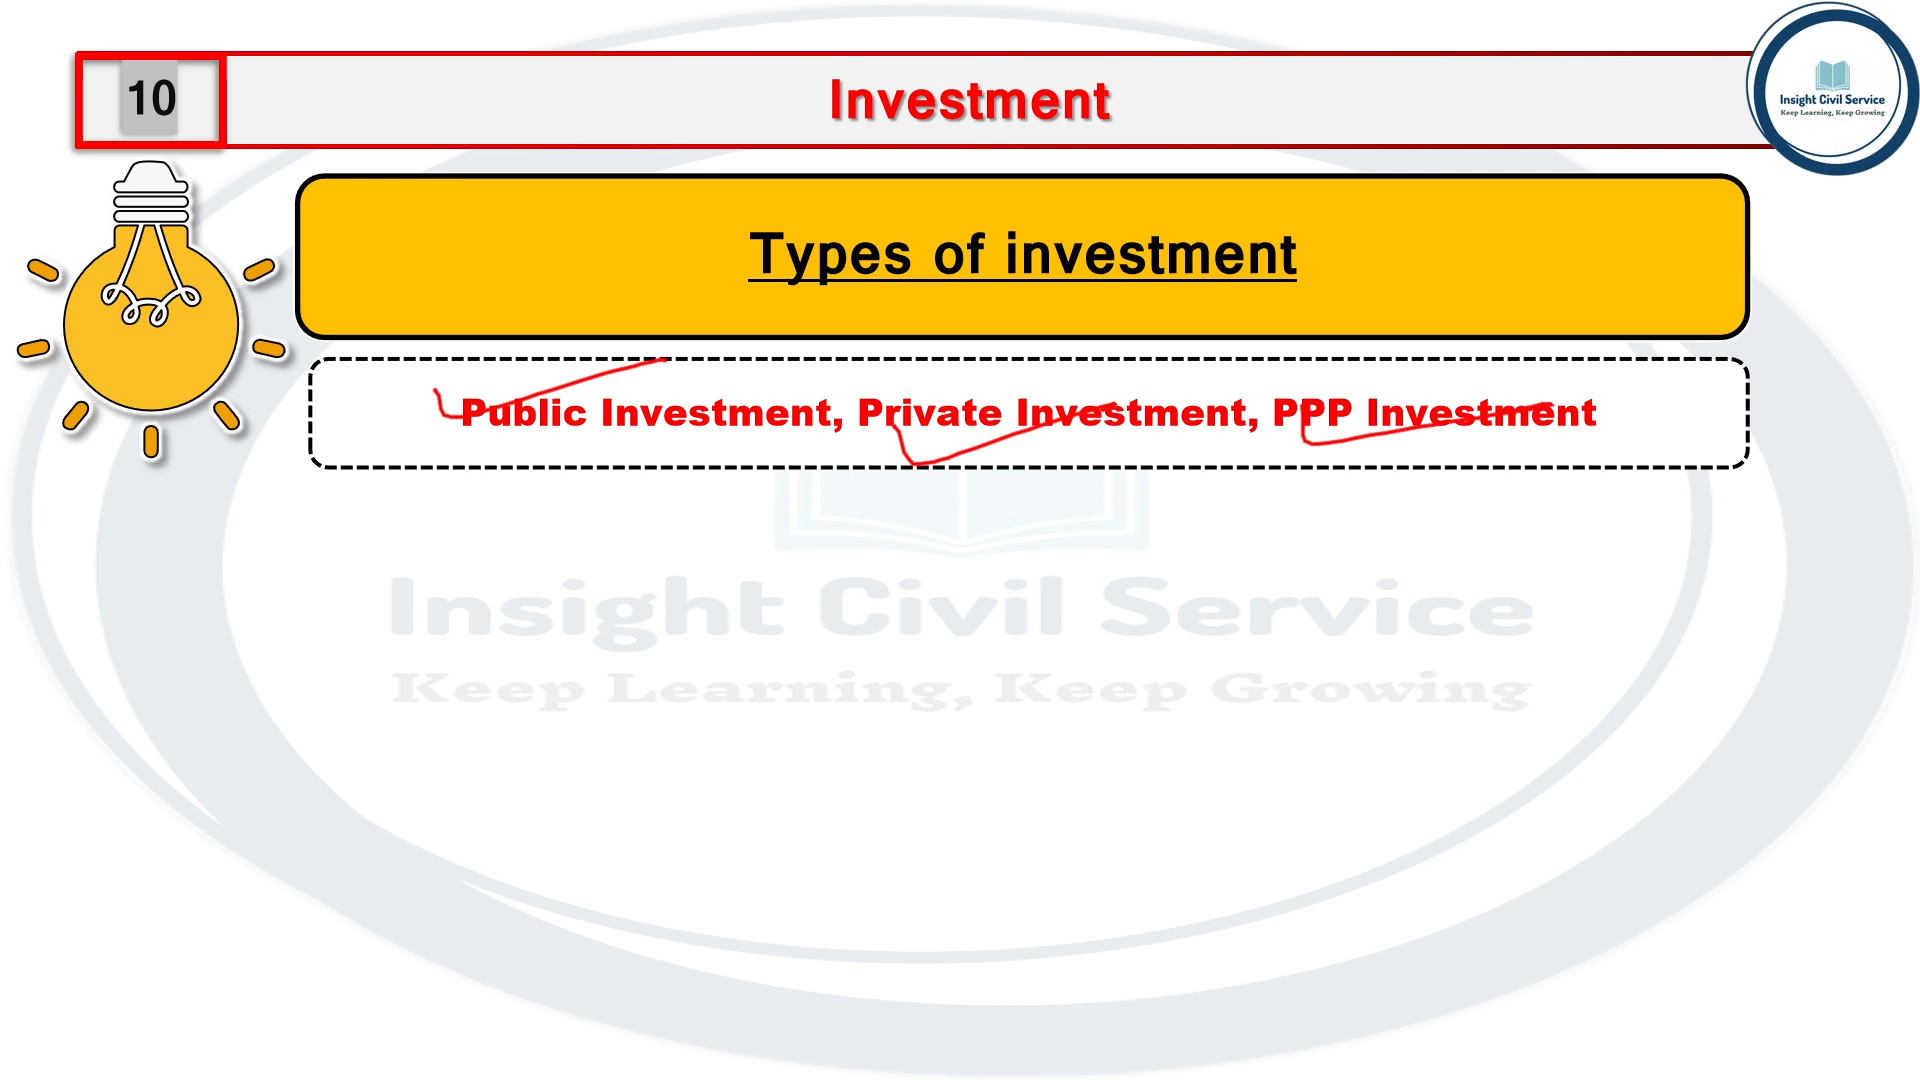 10
Investment
Insight Civil Service
Keep Learning, Keep Growing
Types of investment
Public Investment, Private Investment, PPP Investment
Insight Civil Service
Keep Learning, Keep Growing